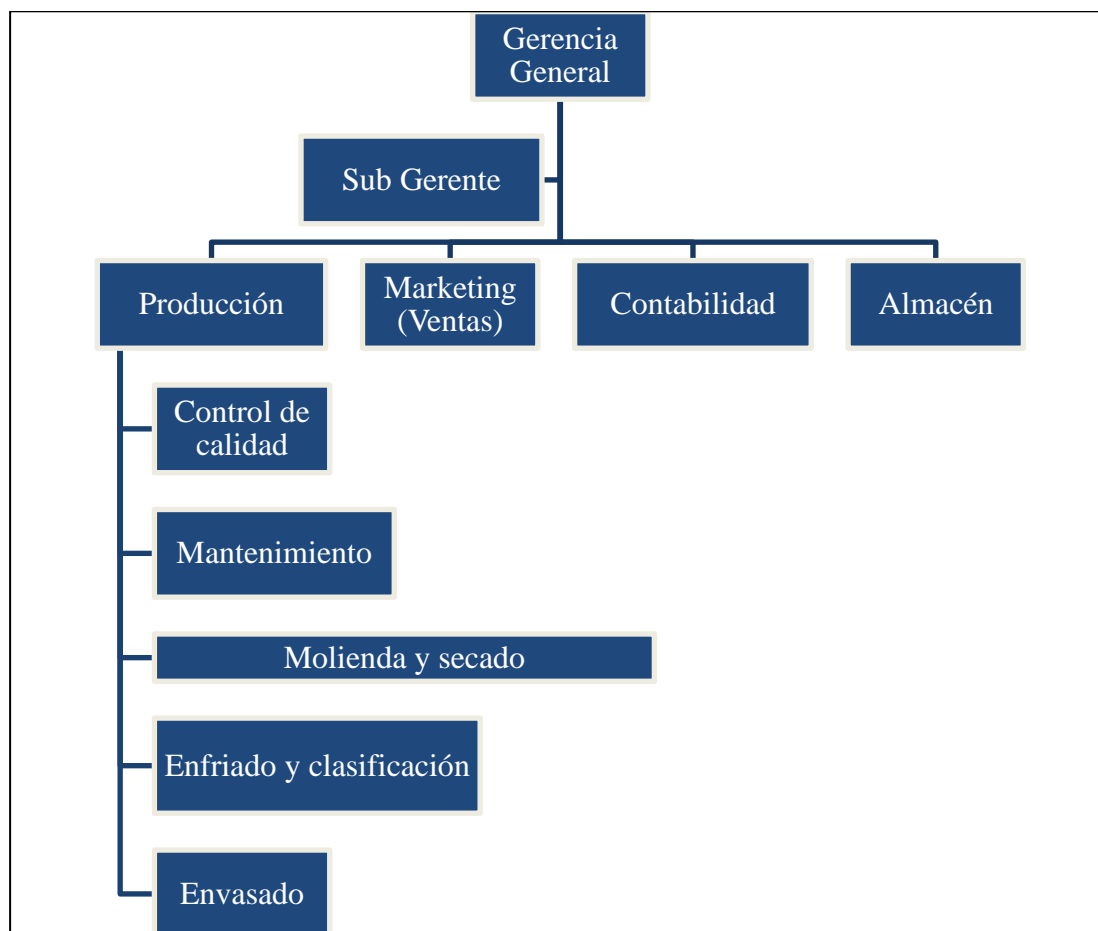 Gerencia
General
Sub Gerente
Producción
Marketing
(Ventas)
Contabilidad
Almacén
Control de
calidad
Mantenimiento
Molienda y secado
Enfriado y clasificación
Envasado